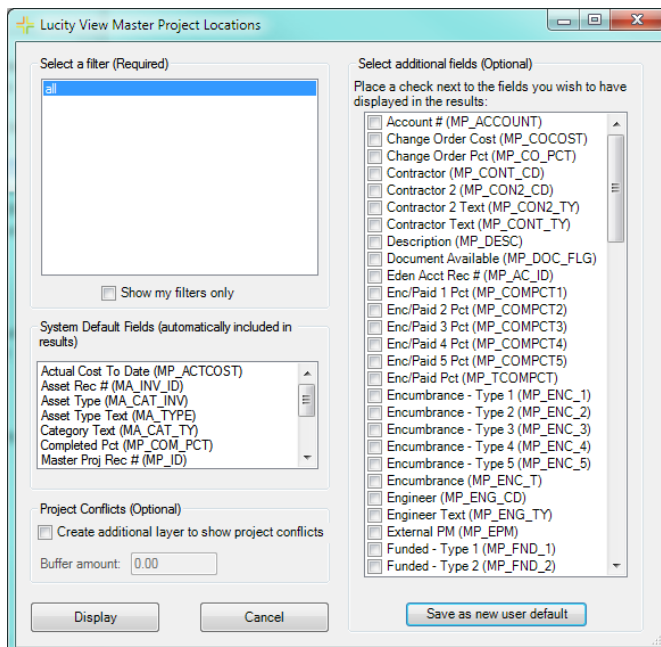 Lucity View Master Project Locations
Select a filter (Required)
all
Show my filters only
System Default Fields (automatically included in
results)
Actual Cost To Date (MP_ACTCOST)
Asset Rec # (MA_INV_ID)
Asset Type (MA_CAT_INV)
Asset Type Text (MA_TYPE)
Category Text (MA_CAT_TY)
Completed Pct (MP_COM_PCT)
Master Proj Rec # (MP_ID)
Project Conflicts (Optional)
Create additional layer to show project conflicts
Buffer amount: 0.00
Display
Cancel
Select additional fields (Optional)
Place a check next to the fields you wish to have
displayed in the results:
Account # (MP_ACCOUNT)
Change Order Cost (MP_COCOST)
Change Order Pct (MP_CO_PCT)
Contractor (MP_CONT_CD)
Contractor 2 (MP_CON2_CD)
Contractor 2 Text (MP_CON2_TY)
Contractor Text (MP_CONT_TY)
Description (MP_DESC)
Document Available (MP_DOC_FLG)
Eden Acct Rec # (MP_AC_ID)
Enc/Paid 1 Pct (MP_COMPCT1)
Enc/Paid 2 Pct (MP_COMPCT2)
Enc/Paid 3 Pct (MP_COMPCT3)
Enc/Paid 4 Pct (MP_COMPCT4)
Enc/Paid 5 Pct (MP_COMPCT5)
Enc/Paid Pct (MP_TCOMPCT)
Encumbrance - Type 1 (MP_ENC_1)
Encumbrance - Type 2 (MP_ENC_2)
Encumbrance - Type 3 (MP_ENC_3)
Encumbrance - Type 4 (MP_ENC_4)
Encumbrance - Type 5 (MP_ENC_5)
Encumbrance (MP_ENC_T)
Engineer (MP_ENG_CD)
Engineer Text (MP_ENG_TY)
External PM (MP_EPM)
Funded - Type 1 (MP_FND_1)
Funded - Type 2 (MP_FND_2)
Save as new user default